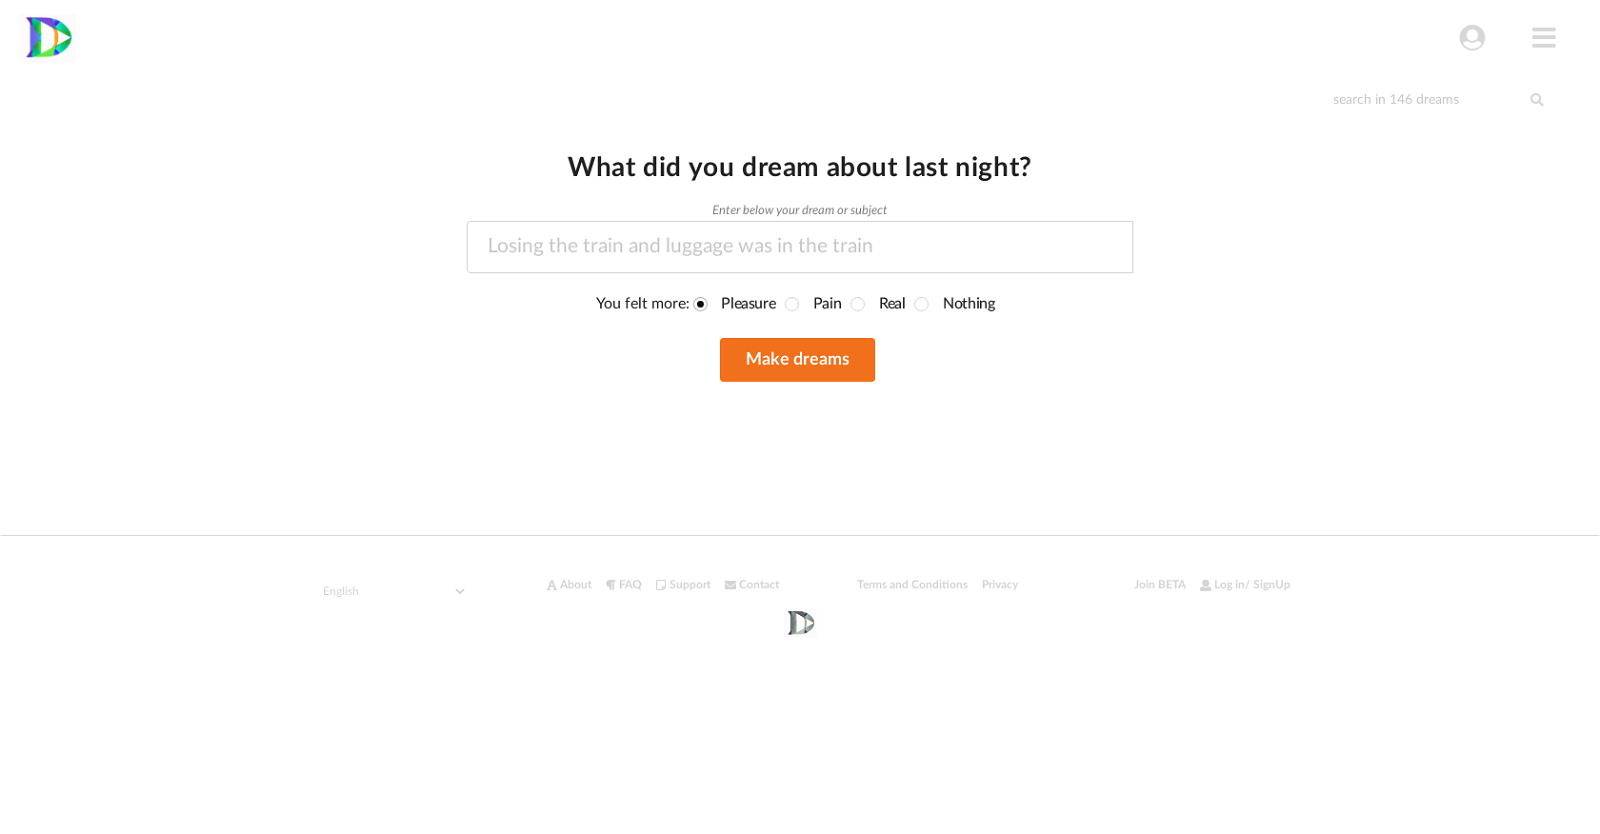 search in 146 dreams
What did you dream about last night?
Enter below your dream or subject
Losing the train and luggage was in the train
You felt more: Pleasure Pain Real Nothing
Make dreams
English About FAQ Support Contact Terms and Conditions Privacy Join BETA Log in/ SignUp